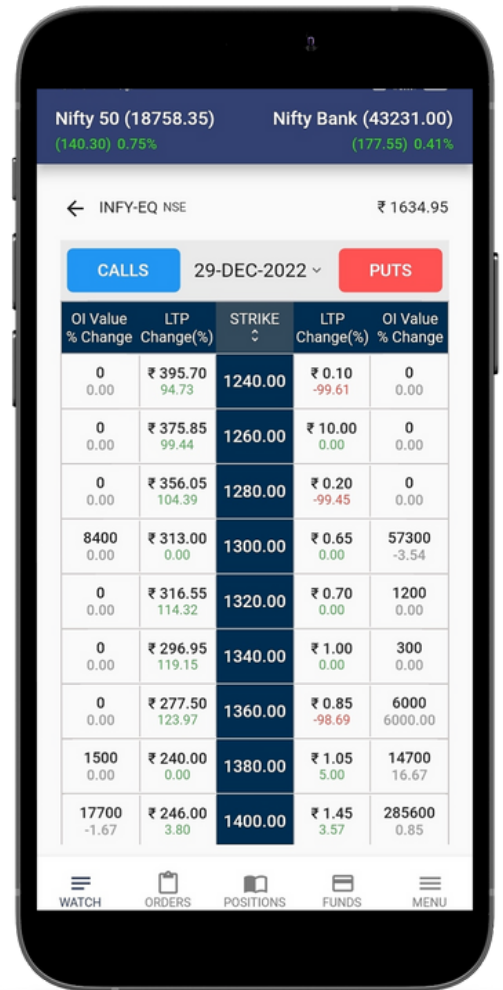 Nifty 50 (18758.35) Nifty Bank (43231.00)
(140.30) 0.75% (177.55) 0.41%
INFY-EQ NSE ₹ 1634.95
CALLS 29-DEC-2022 PUTS
OI Value LTP STRIKE LTP OI Value
% Change Change(%) Change(%) % Change
0 ₹ 395.70 1240.00 ₹ 0.10 0
0.00 94.73 -99.61 0.00
0 ₹ 375.85 1260.00 ₹ 10.00 0
0.00 99.44 0.00 0.00
0 ₹ 356.05 1280.00 ₹ 0.20 0
0.00 104.39 -99.45 0.00
8400 ₹ 313.00 1300.00 ₹ 0.65 57300
0.00 0.00 0.00 -3.54
0 ₹ 316.55 1320.00 ₹ 0.70 1200
0.00 114.32 0.00 0.00
0 ₹ 296.95 1340.00 ₹ 1.00 300
0.00 119.15 0.00 0.00
0 ₹ 277.50 1360.00 ₹ 0.85 6000
0.00 123.97 -98.69 6000.00
1500 ₹ 240.00 1380.00 ₹ 1.05 14700
0.00 0.00 5.00 16.67
17700 ₹ 246.00 1400.00 ₹ 1.45 285600
-1.67 3.80 3.57 0.85
WATCH ORDERS POSITIONS FUNDS MENU